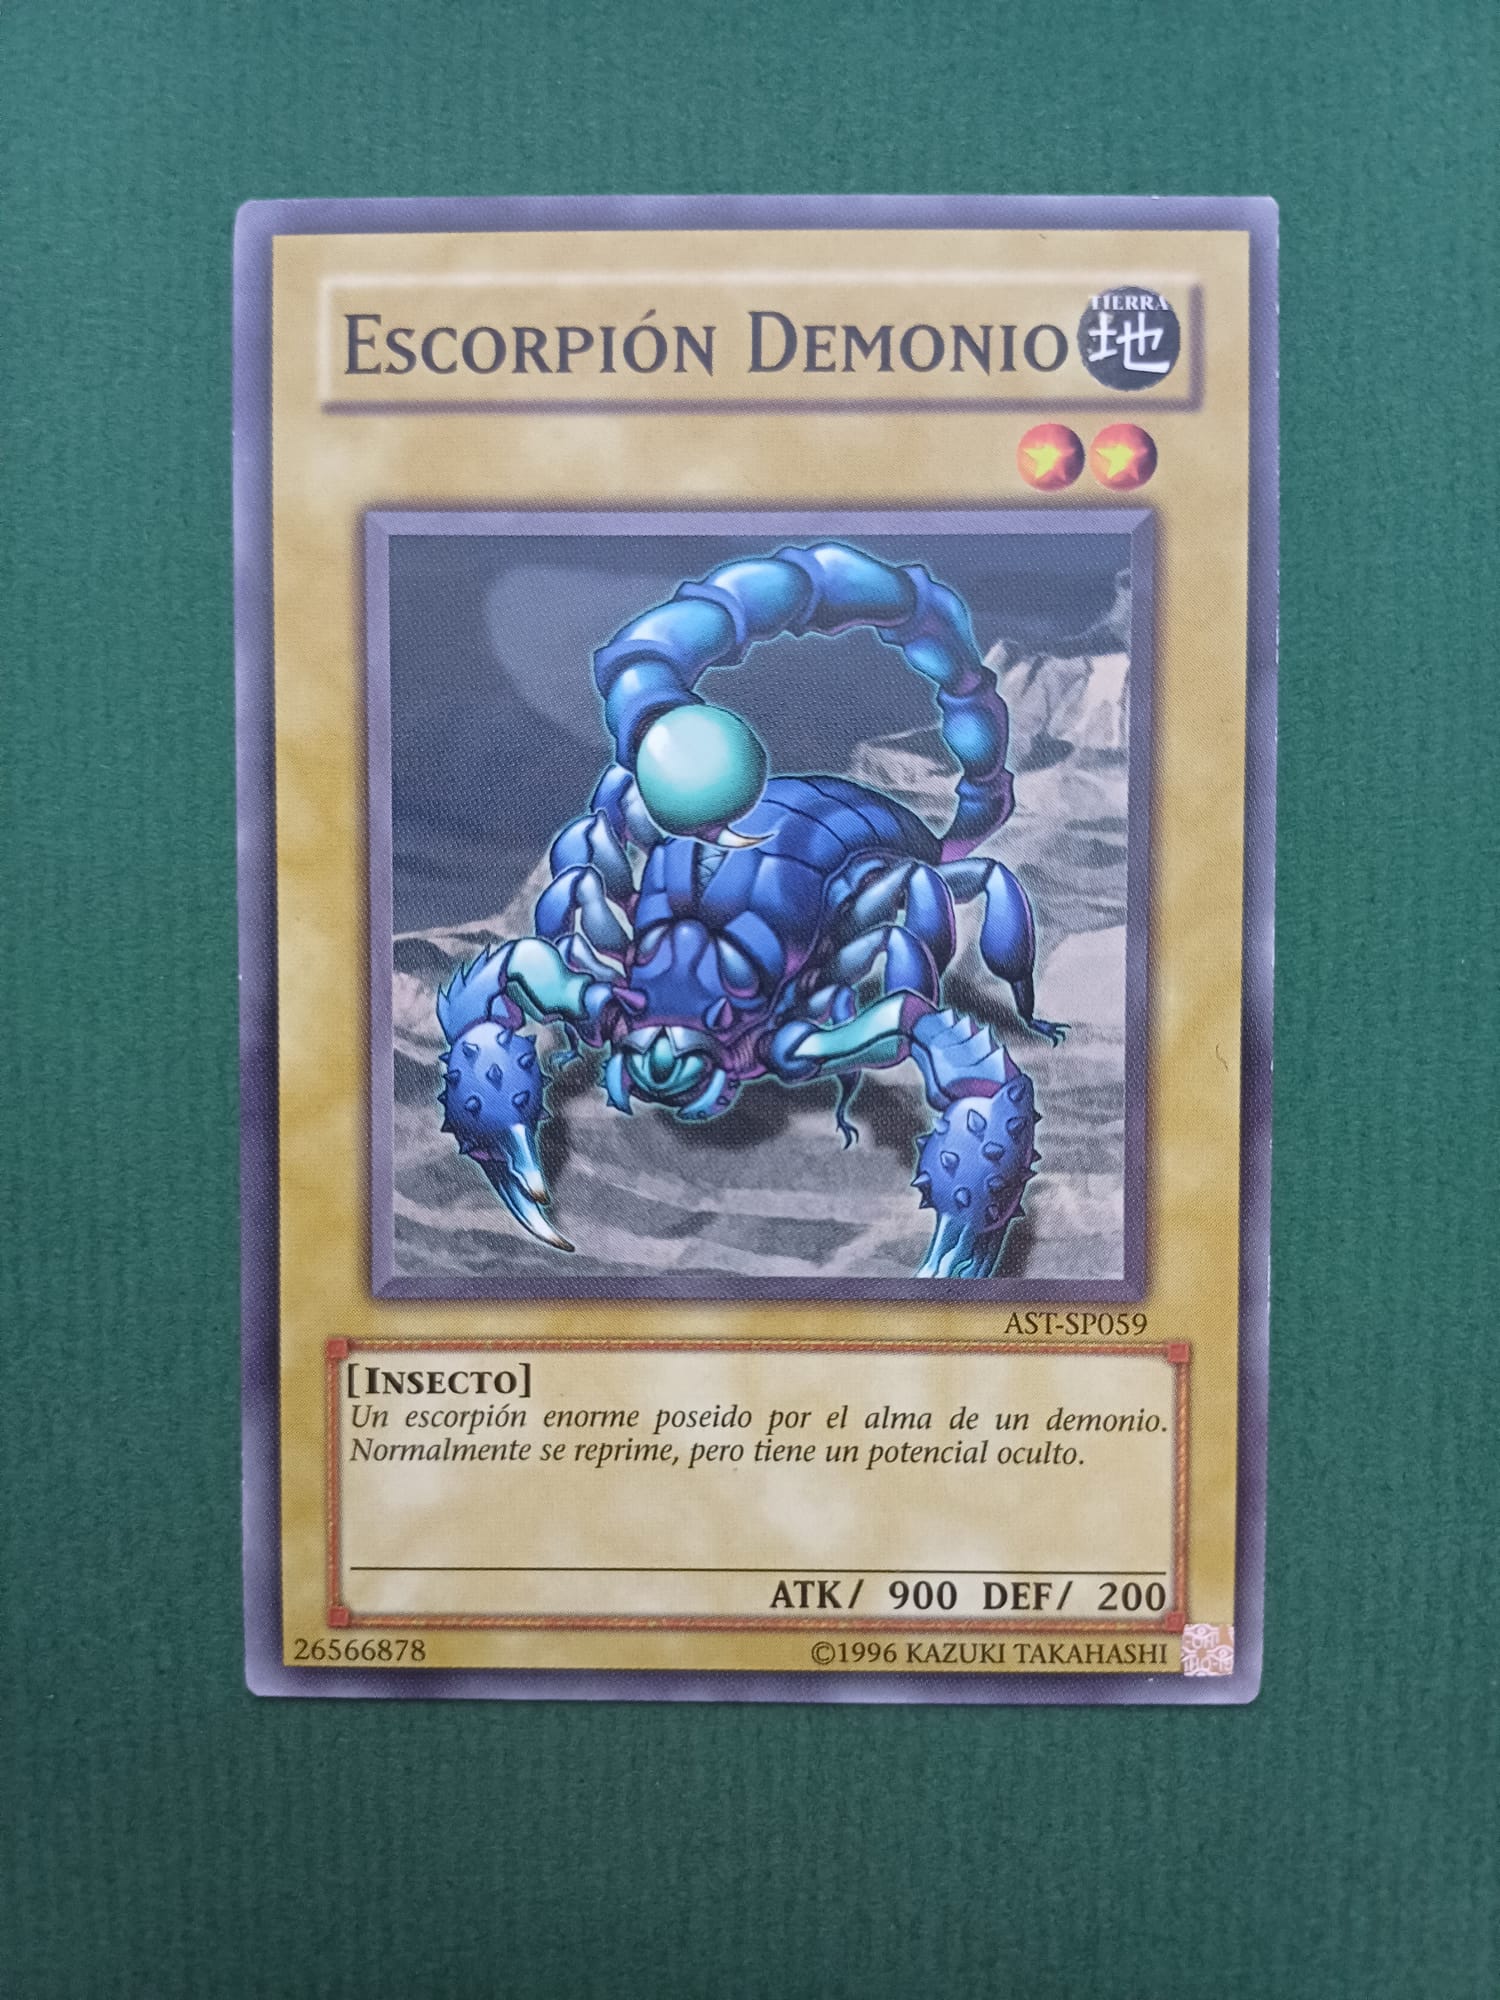 ESCORPIÓN DEMONIO
TIERRA
地
AST-SP059
[INSECTO]
Un escorpión enorme poseido por el alma de un demonio.
Normalmente se reprime, pero tiene un potencial oculto.
ATK/ 900 DEF/ 200
26566878
©1996 KAZUKI TAKAHASHI